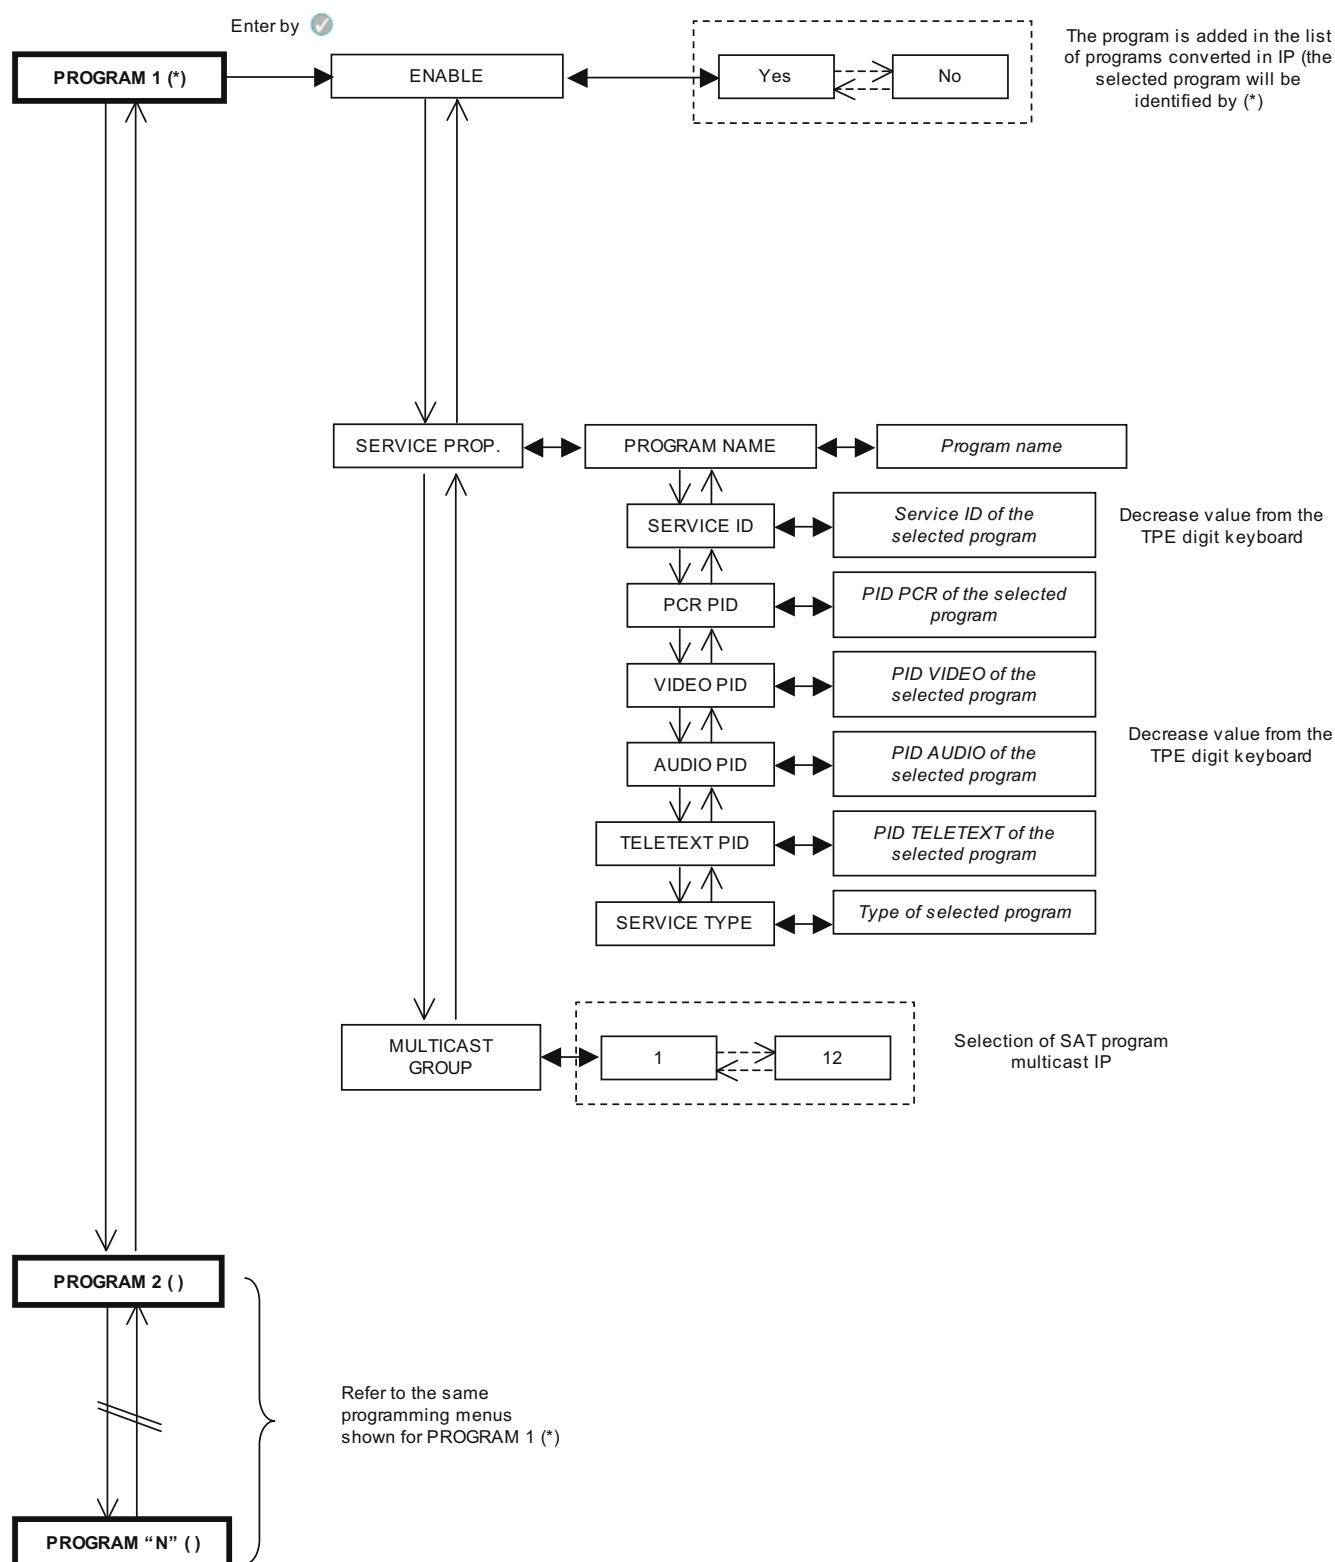 Enter by
PROGRAM 1 (*)
ENABLE
Yes
No
The program is added in the list
of programs converted in IP (the
selected program will be
identified by (*)
SERVICE PROP.
PROGRAM NAME
Program name
SERVICE ID
Service ID of the
selected program
Decrease value from the
TPE digit keyboard
PCR PID
PID PCR of the selected
program
VIDEO PID
PID VIDEO of the
selected program
AUDIO PID
PID AUDIO of the
selected program
Decrease value from the
TPE digit keyboard
TELETEXT PID
PID TELETEXT of the
selected program
SERVICE TYPE
Type of selected program
MULTICAST
GROUP
1
12
Selection of SAT program
multicast IP
PROGRAM 2 ( )
Refer to the same
programming menus
shown for PROGRAM 1 (*)
PROGRAM “N” ( )